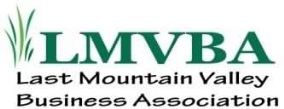 LMVBA
Last Mountain Valley
Business Association